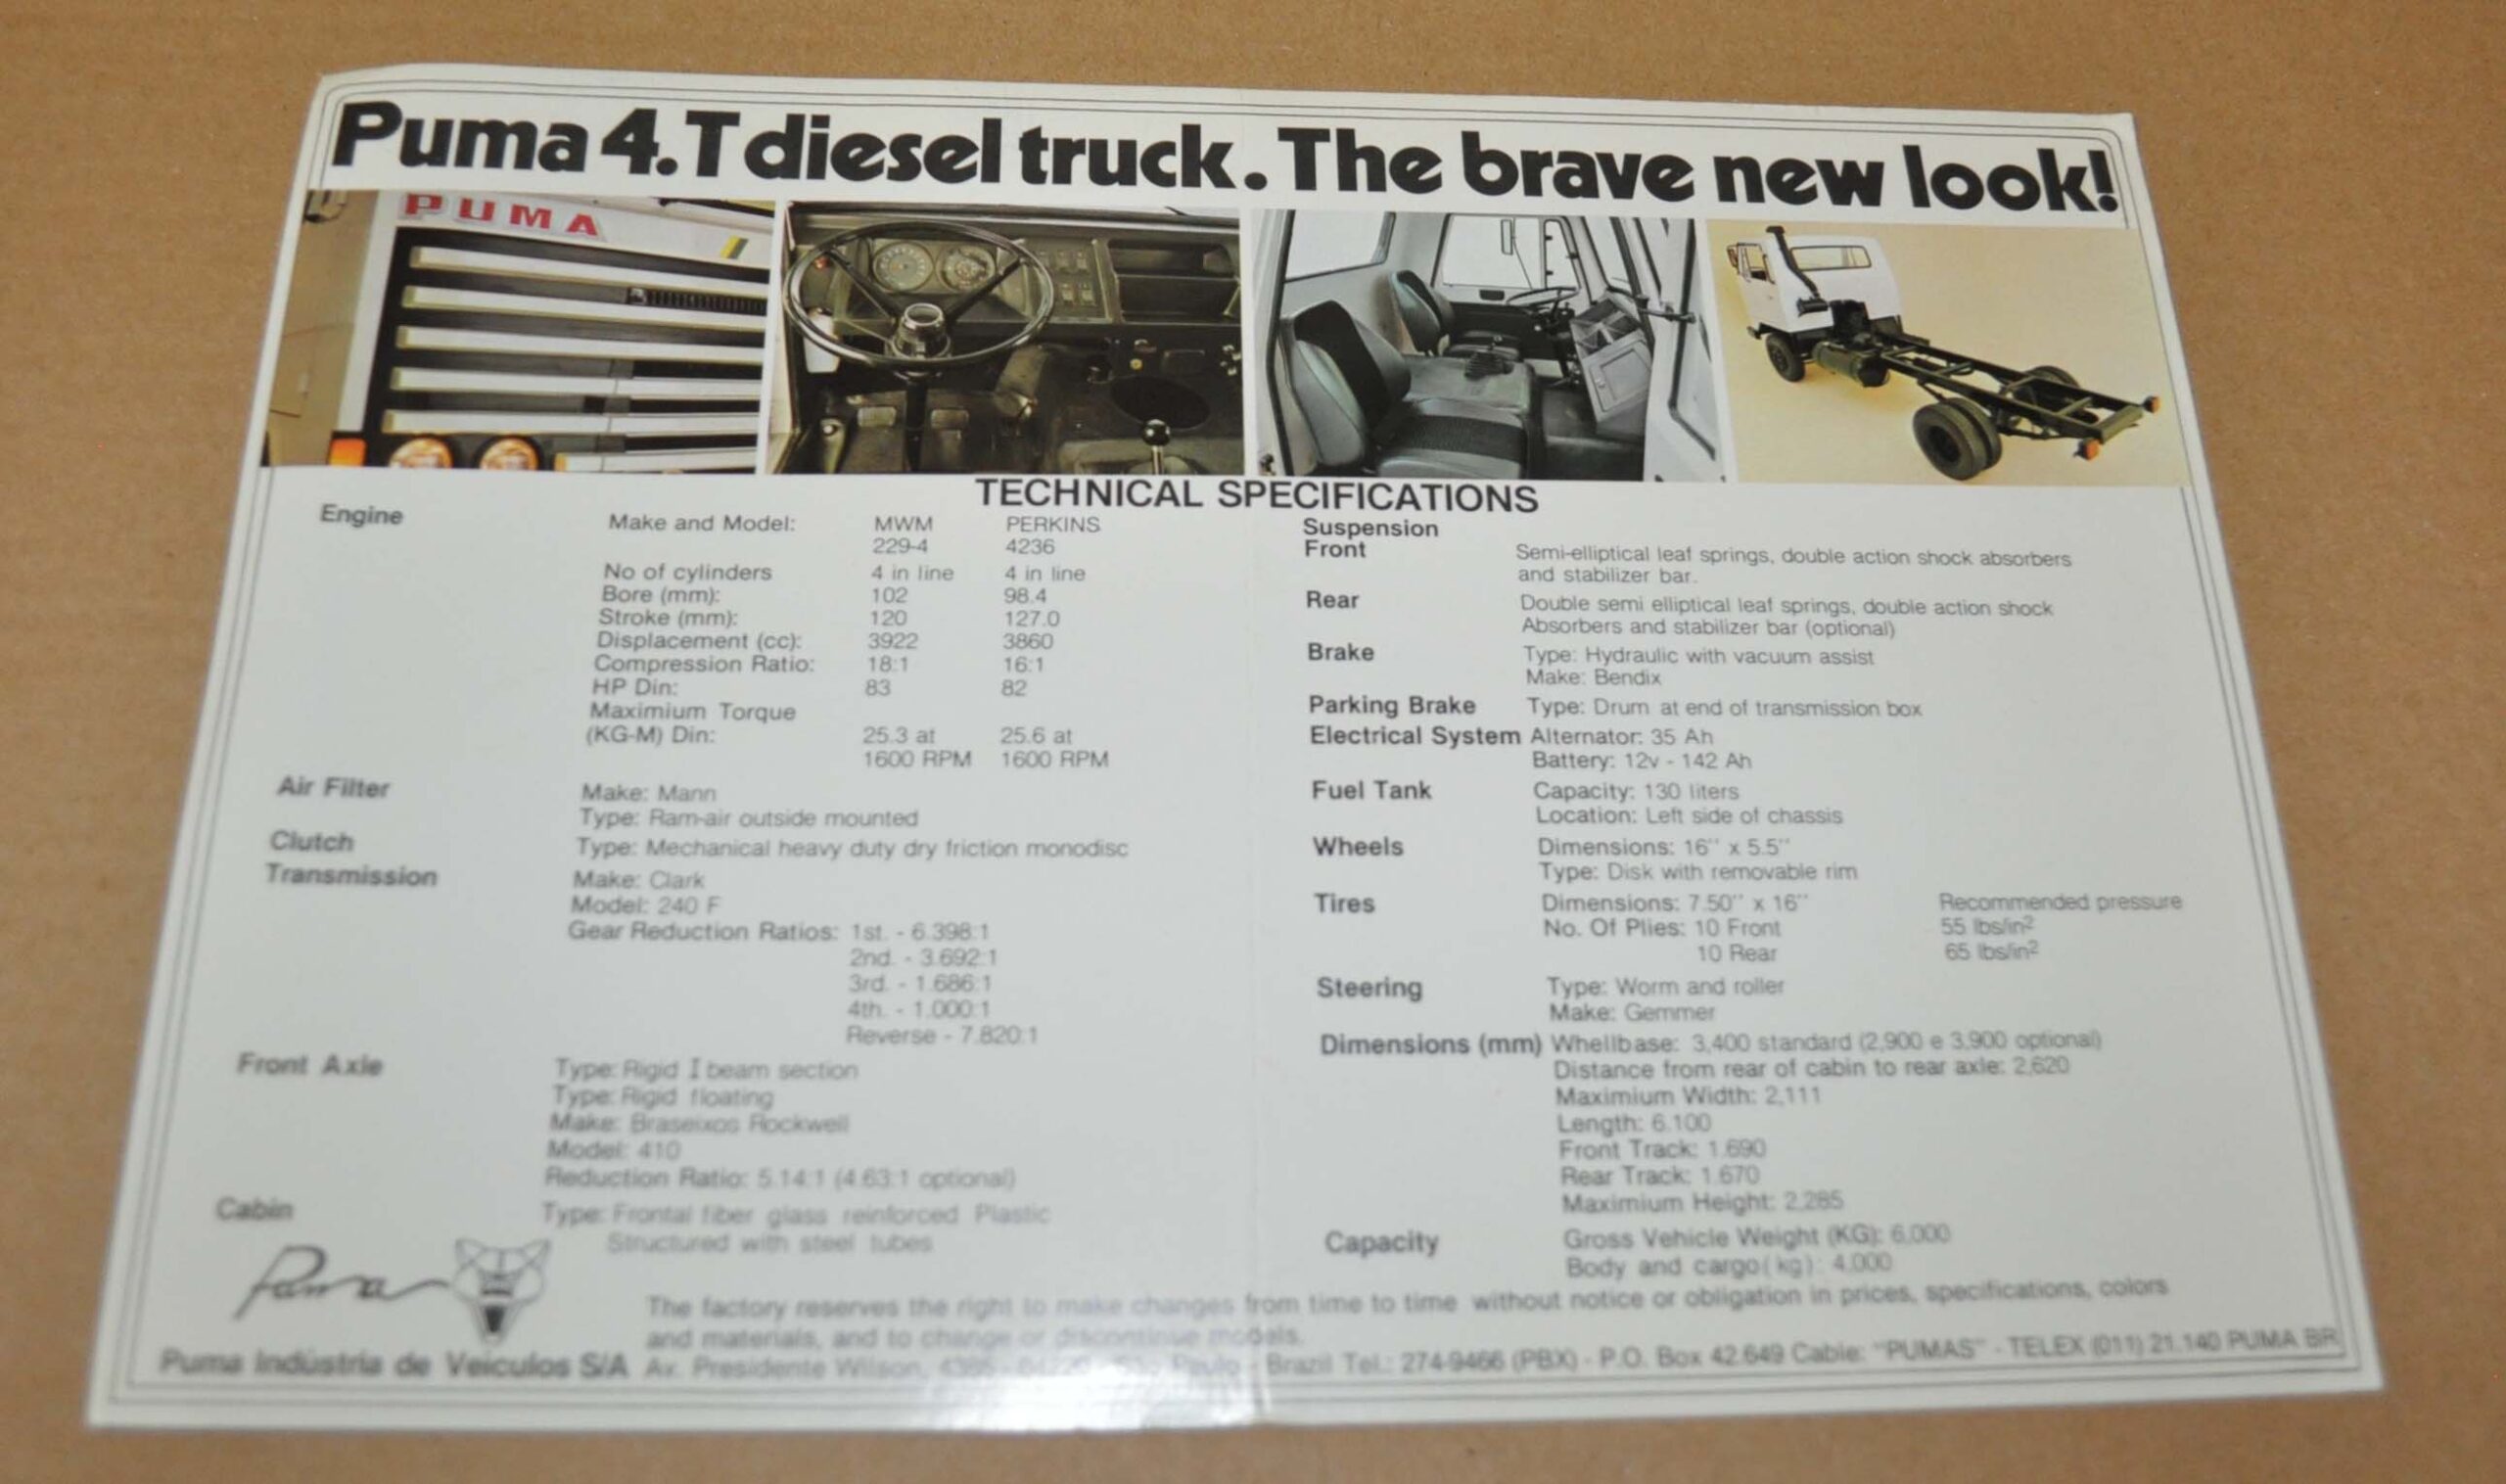 Puma 4.T diesel truck. The brave new look!
PUMA
TECHNICAL SPECIFICATIONS
Engine
Make and Model: MWM PERKINS
229-4 4236
No of cylinders 4 in line 4 in line
Bore (mm): 102 98.4
Stroke (mm): 120 127.0
Displacement (cc): 3922 3860
Compression Ratio: 18:1 16:1
HP Din: 83 82
Maximium Torque
(KG-M) Din: 25.3 at 25.6 at
1600 RPM 1600 RPM
Air Filter Make: Mann
Type: Ram-air outside mounted
Clutch Type: Mechanical heavy duty dry friction monodisc
Transmission Make: Clark
Model: 240 F
Gear Reduction Ratios: 1st. - 6.398:1
2nd. - 3.692:1
3rd. - 1.686:1
4th. - 1.000:1
Reverse - 7.820:1
Front Axle Type: Rigid I beam section
Type: Rigid floating
Make: Braseixos Rockwell
Model: 410
Reduction Ratio: 5.14:1 (4.63:1 optional)
Cabin Type: Frontal fiber glass reinforced Plastic
Structured with steel tubes
Suspension
Front Semi-elliptical leaf springs, double action shock absorbers
and stabilizer bar.
Rear Double semi elliptical leaf springs, double action shock
Absorbers and stabilizer bar (optional)
Brake Type: Hydraulic with vacuum assist
Make: Bendix
Parking Brake Type: Drum at end of transmission box
Electrical System Alternator: 35 Ah
Battery: 12v - 142 Ah
Fuel Tank Capacity: 130 liters
Location: Left side of chassis
Wheels Dimensions: 16'' x 5.5''
Type: Disk with removable rim
Tires Dimensions: 7.50'' x 16'' Recommended pressure
No. Of Plies: 10 Front 55 lbs/in²
10 Rear 65 lbs/in²
Steering Type: Worm and roller
Make: Gemmer
Dimensions (mm) Whellbase: 3,400 standard (2,900 e 3,900 optional)
Distance from rear of cabin to rear axle: 2,620
Maximium Width: 2,111
Length: 6.100
Front Track: 1.690
Rear Track: 1.670
Maximium Height: 2,285
Capacity Gross Vehicle Weight (KG): 6,000
Body and cargo (kg): 4,000
Puma
The factory reserves the right to make changes from time to time without notice or obligation in prices, specifications, colors
and materials, and to change or discontinue models.
Puma Indústria de Veículos S/A Av. Presidente Wilson, São Paulo - Brazil Tel.: 274-9466 (PBX) - P.O. Box 42.649 Cable: "PUMAS" - TELEX (011) 21.140 PUMA BR